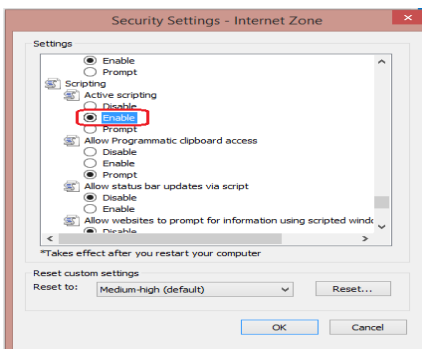 Security Settings - Internet Zone
Settings
Enable
Prompt
Scripting
Active scripting
Disable
Enable
Prompt
Allow Programmatic clipboard access
Disable
Enable
Prompt
Allow status bar updates via script
Disable
Enable
Allow websites to prompt for information using scripted
Disable
*Takes effect after you restart your computer
Reset custom settings
Reset to: Medium-high (default) Reset...
OK Cancel